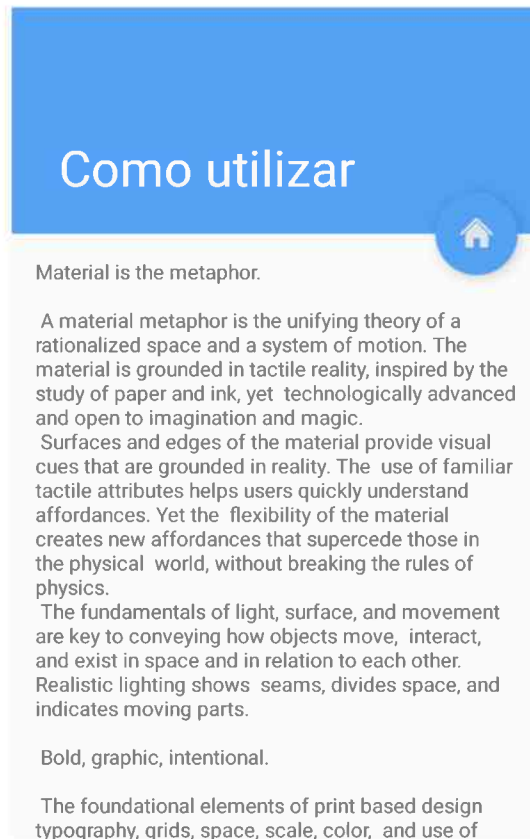 Como utilizar
Material is the metaphor.
A material metaphor is the unifying theory of a
rationalized space and a system of motion. The
material is grounded in tactile reality, inspired by the
study of paper and ink, yet technologically advanced
and open to imagination and magic.
Surfaces and edges of the material provide visual
cues that are grounded in reality. The use of familiar
tactile attributes helps users quickly understand
affordances. Yet the flexibility of the material
creates new affordances that supercede those in
the physical world, without breaking the rules of
physics.
The fundamentals of light, surface, and movement
are key to conveying how objects move, interact,
and exist in space and in relation to each other.
Realistic lighting shows seams, divides space, and
indicates moving parts.
Bold, graphic, intentional.
The foundational elements of print based design
typography, grids, space, scale, color, and use of